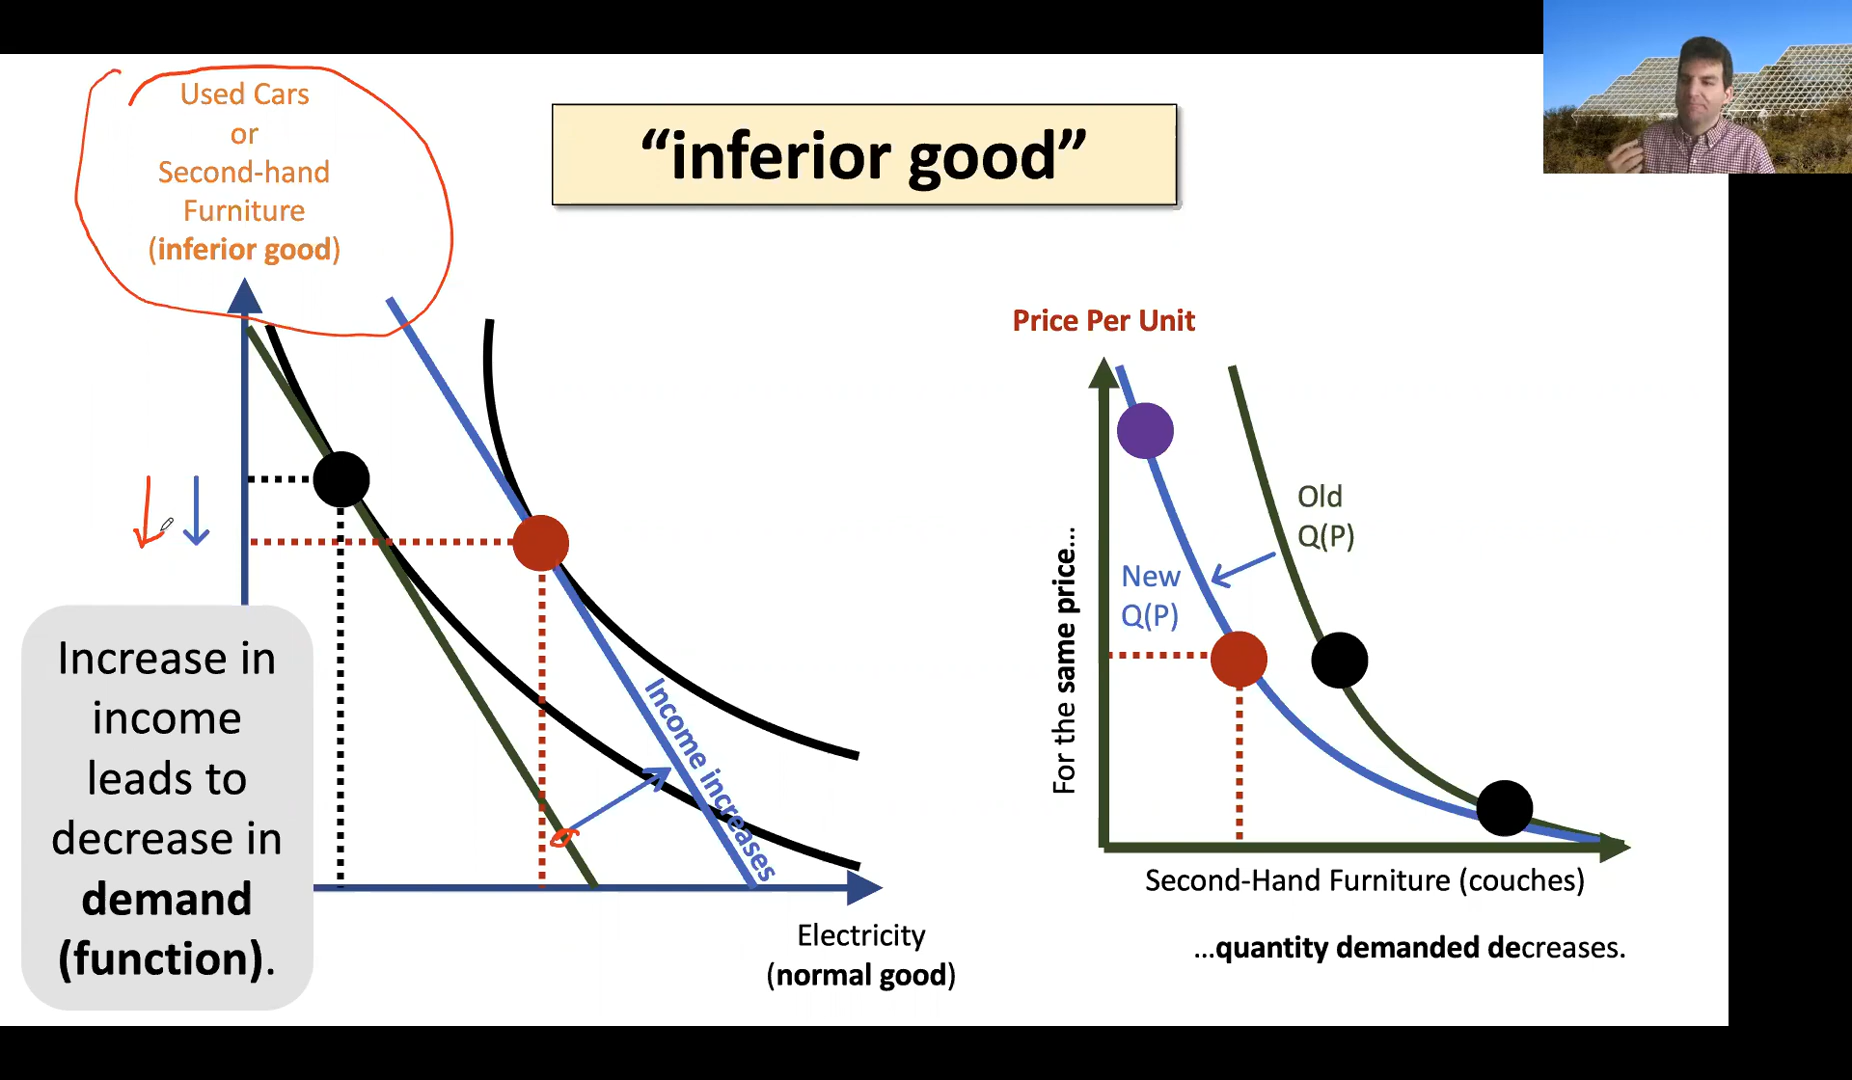 Used Cars
or
Second-hand
Furniture
(inferior good)
“inferior good”
Price Per Unit
Old
Q(P)
New
Q(P)
For the same price...
Increase in
income
leads to
decrease in
demand
(function).
Income increases
Electricity
(normal good)
Second-Hand Furniture (couches)
...quantity demanded decreases.